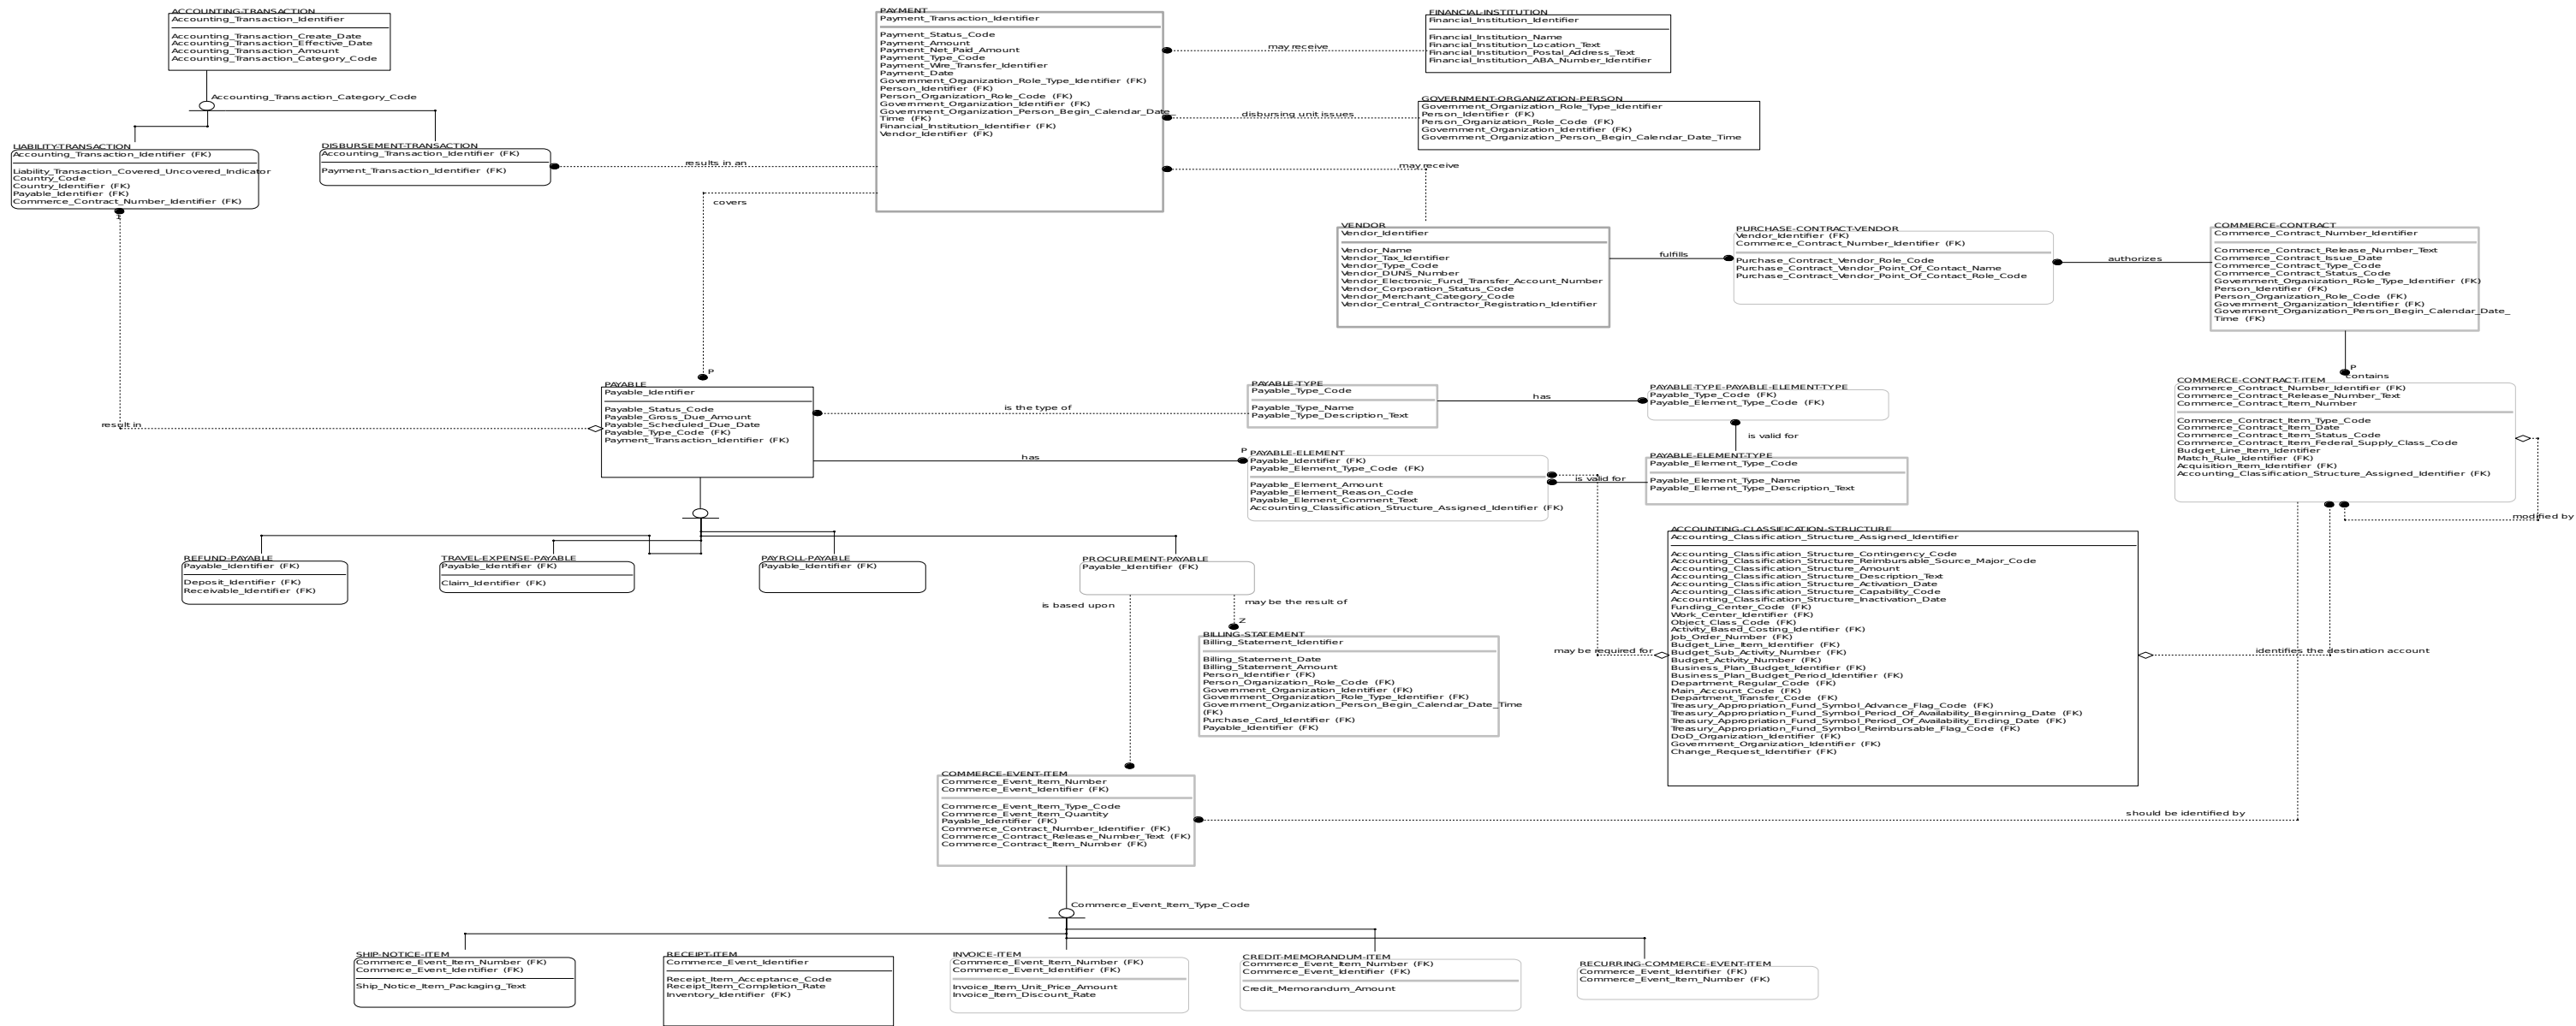 ACCOUNTING-TRANSACTION
Accounting_Transaction_Identifier
Accounting_Transaction_Create_Date
Accounting_Transaction_Effective_Date
Accounting_Transaction_Amount
Accounting_Transaction_Category_Code
Accounting_Transaction_Category_Code
LIABILITY-TRANSACTION
Accounting_Transaction_Identifier (FK)
Liability_Transaction_Covered_Uncovered_Indicator
Country_Code
Country_Identifier (FK)
Payable_Identifier (FK)
Commerce_Contract_Number_Identifier (FK)
DISBURSEMENT-TRANSACTION
Accounting_Transaction_Identifier (FK)
Payment_Transaction_Identifier (FK)
results in an
PAYMENT
Payment_Transaction_Identifier
Payment_Status_Code
Payment_Amount
Payment_Net_Paid_Amount
Payment_Type_Code
Payment_Wire_Transfer_Identifier
Payment_Date
Government_Organization_Role_Type_Identifier (FK)
Person_Identifier (FK)
Person_Organization_Role_Code (FK)
Government_Organization_Identifier (FK)
Government_Organization_Person_Begin_Calendar_Date_
Time (FK)
Financial_Institution_Identifier (FK)
Vendor_Identifier (FK)
may receive
FINANCIAL-INSTITUTION
Financial_Institution_Identifier
Financial_Institution_Name
Financial_Institution_Location_Text
Financial_Institution_Postal_Address_Text
Financial_Institution_ABA_Number_Identifier
disbursing unit issues
GOVERNMENT-ORGANIZATION-PERSON
Government_Organization_Role_Type_Identifier
Person_Identifier (FK)
Person_Organization_Role_Code (FK)
Government_Organization_Identifier (FK)
Government_Organization_Person_Begin_Calendar_Date_Time
may receive
covers
VENDOR
Vendor_Identifier
Vendor_Name
Vendor_Tax_Identifier
Vendor_Type_Code
Vendor_DUNS_Number
Vendor_Electronic_Fund_Transfer_Account_Number
Vendor_Corporation_Status_Code
Vendor_Merchant_Category_Code
Vendor_Central_Contractor_Registration_Identifier
fulfills
PURCHASE-CONTRACT-VENDOR
Vendor_Identifier (FK)
Commerce_Contract_Number_Identifier (FK)
Purchase_Contract_Vendor_Role_Code
Purchase_Contract_Vendor_Point_Of_Contact_Name
Purchase_Contract_Vendor_Point_Of_Contact_Role_Code
authorizes
COMMERCE-CONTRACT
Commerce_Contract_Number_Identifier
Commerce_Contract_Release_Number_Text
Commerce_Contract_Issue_Date
Commerce_Contract_Type_Code
Commerce_Contract_Status_Code
Government_Organization_Role_Type_Identifier (FK)
Person_Identifier (FK)
Person_Organization_Role_Code (FK)
Government_Organization_Identifier (FK)
Government_Organization_Person_Begin_Calendar_Date_
Time (FK)
P
contains
result in
P
PAYABLE
Payable_Identifier
Payable_Status_Code
Payable_Gross_Due_Amount
Payable_Scheduled_Due_Date
Payable_Type_Code (FK)
Payment_Transaction_Identifier (FK)
is the type of
PAYABLE-TYPE
Payable_Type_Code
Payable_Type_Name
Payable_Type_Description_Text
has
PAYABLE-TYPE-PAYABLE-ELEMENT-TYPE
Payable_Type_Code (FK)
Payable_Element_Type_Code (FK)
is valid for
COMMERCE-CONTRACT-ITEM
Commerce_Contract_Number_Identifier (FK)
Commerce_Contract_Release_Number_Text
Commerce_Contract_Item_Number
Commerce_Contract_Item_Type_Code
Commerce_Contract_Item_Date
Commerce_Contract_Item_Status_Code
Commerce_Contract_Item_Federal_Supply_Class_Code
Budget_Line_Item_Identifier
Match_Rule_Identifier (FK)
Acquisition_Item_Identifier (FK)
Accounting_Classification_Structure_Assigned_Identifier (FK)
modified by
has
P
PAYABLE-ELEMENT
Payable_Identifier (FK)
Payable_Element_Type_Code (FK)
Payable_Element_Amount
Payable_Element_Reason_Code
Payable_Element_Comment_Text
Accounting_Classification_Structure_Assigned_Identifier (FK)
is valid for
PAYABLE-ELEMENT-TYPE
Payable_Element_Type_Code
Payable_Element_Type_Name
Payable_Element_Type_Description_Text
REFUND-PAYABLE
Payable_Identifier (FK)
Deposit_Identifier (FK)
Receivable_Identifier (FK)
TRAVEL-EXPENSE-PAYABLE
Payable_Identifier (FK)
Claim_Identifier (FK)
PAYROLL-PAYABLE
Payable_Identifier (FK)
PROCUREMENT-PAYABLE
Payable_Identifier (FK)
is based upon
may be the result of
Z
BILLING-STATEMENT
Billing_Statement_Identifier
Billing_Statement_Date
Billing_Statement_Amount
Person_Identifier (FK)
Person_Organization_Role_Code (FK)
Government_Organization_Identifier (FK)
Government_Organization_Role_Type_Identifier (FK)
Government_Organization_Person_Begin_Calendar_Date_Time
(FK)
Purchase_Card_Identifier (FK)
Payable_Identifier (FK)
may be required for
ACCOUNTING-CLASSIFICATION-STRUCTURE
Accounting_Classification_Structure_Assigned_Identifier
Accounting_Classification_Structure_Contingency_Code
Accounting_Classification_Structure_Reimbursable_Source_Major_Code
Accounting_Classification_Structure_Amount
Accounting_Classification_Structure_Description_Text
Accounting_Classification_Structure_Activation_Date
Accounting_Classification_Structure_Capability_Code
Accounting_Classification_Structure_Inactivation_Date
Funding_Center_Code (FK)
Work_Center_Identifier (FK)
Object_Class_Code (FK)
Activity_Based_Costing_Identifier (FK)
Job_Order_Number (FK)
Budget_Line_Item_Identifier (FK)
Budget_Sub_Activity_Number (FK)
Budget_Activity_Number (FK)
Business_Plan_Budget_Identifier (FK)
Business_Plan_Budget_Period_Identifier (FK)
Department_Regular_Code (FK)
Main_Account_Code (FK)
Department_Transfer_Code (FK)
Treasury_Appropriation_Fund_Symbol_Advance_Flag_Code (FK)
Treasury_Appropriation_Fund_Symbol_Period_Of_Availability_Beginning_Date (FK)
Treasury_Appropriation_Fund_Symbol_Period_Of_Availability_Ending_Date (FK)
Treasury_Appropriation_Fund_Symbol_Reimbursable_Flag_Code (FK)
DoD_Organization_Identifier (FK)
Government_Organization_Identifier (FK)
Change_Request_Identifier (FK)
identifies the destination account
COMMERCE-EVENT-ITEM
Commerce_Event_Item_Number
Commerce_Event_Identifier (FK)
Commerce_Event_Item_Type_Code
Commerce_Event_Item_Quantity
Payable_Identifier (FK)
Commerce_Contract_Number_Identifier (FK)
Commerce_Contract_Release_Number_Text (FK)
Commerce_Contract_Item_Number (FK)
should be identified by
Commerce_Event_Item_Type_Code
SHIP-NOTICE-ITEM
Commerce_Event_Item_Number (FK)
Commerce_Event_Identifier (FK)
Ship_Notice_Item_Packaging_Text
RECEIPT-ITEM
Commerce_Event_Identifier
Receipt_Item_Acceptance_Code
Receipt_Item_Completion_Rate
Inventory_Identifier (FK)
INVOICE-ITEM
Commerce_Event_Item_Number (FK)
Commerce_Event_Identifier (FK)
Invoice_Item_Unit_Price_Amount
Invoice_Item_Discount_Rate
CREDIT-MEMORANDUM-ITEM
Commerce_Event_Item_Number (FK)
Commerce_Event_Identifier (FK)
Credit_Memorandum_Amount
RECURRING-COMMERCE-EVENT-ITEM
Commerce_Event_Identifier (FK)
Commerce_Event_Item_Number (FK)